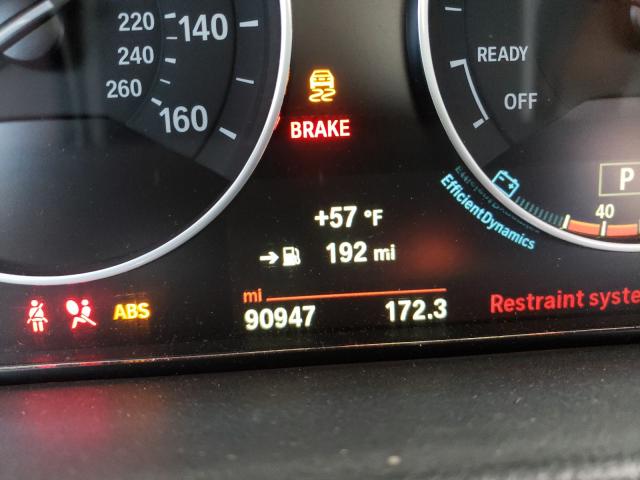 220
140
240
260
160
BRAKE
READY
OFF
P
EfficientDynamics
40
+57 °F
192 mi
ABS
mi
90947
172.3
Restraint syste